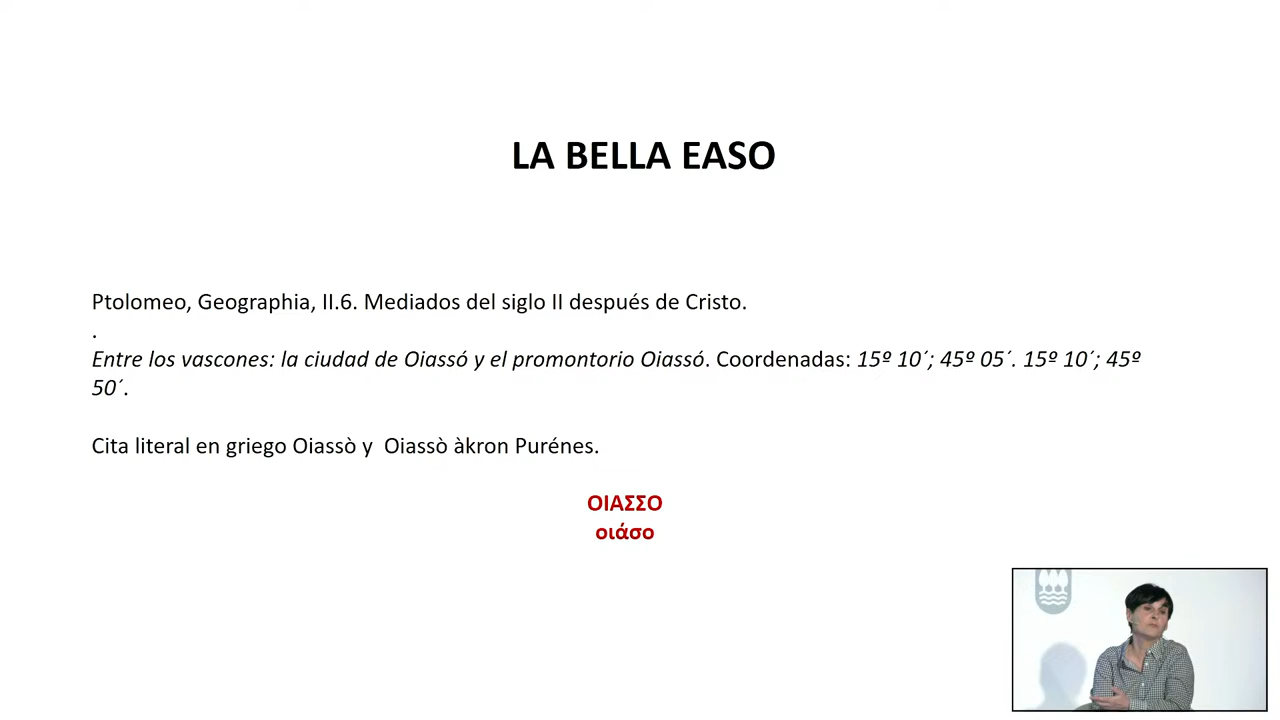 LA BELLA EASO
Ptolomeo, Geographia, II.6. Mediados del siglo II después de Cristo.
.
Entre los vascones: la ciudad de Oiassó y el promontorio Oiassó. Coordenadas: 15º 10´; 45º 05´. 15º 10´; 45º
50´.
Cita literal en griego Oiassò y  Oiassò àkron Purénes.
ΟΙΑΣΣΟ
οιάσο